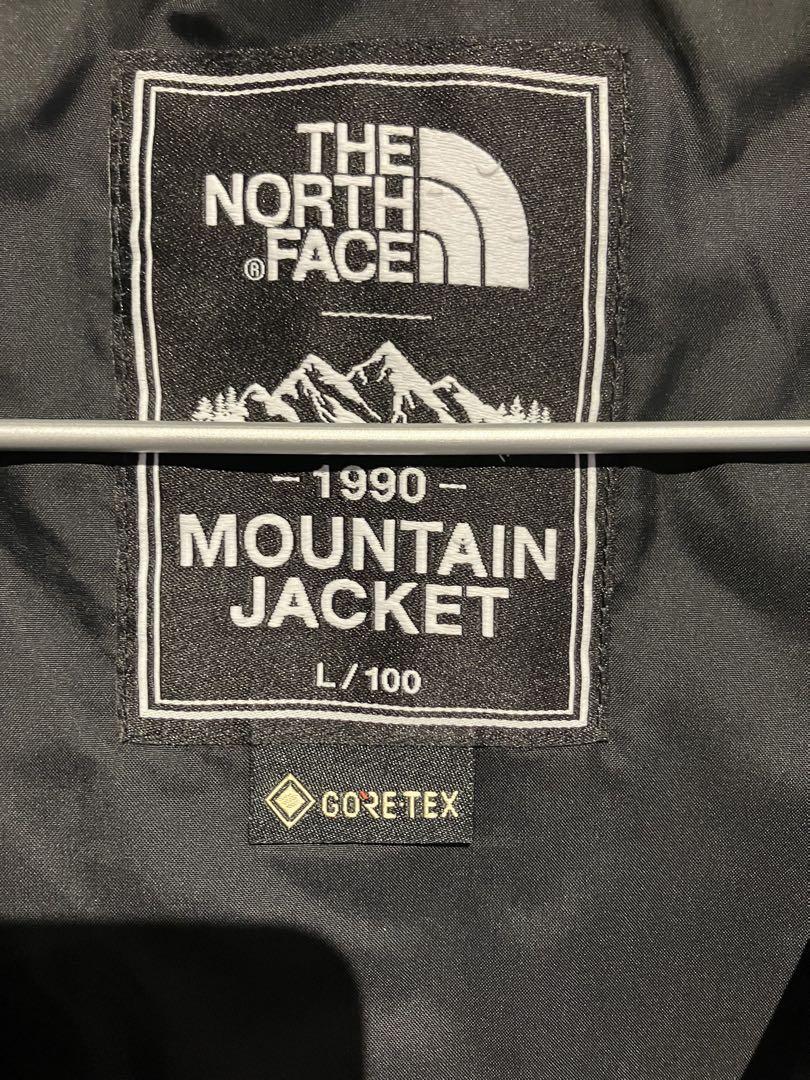 THE
NORTH
® FACE
– 1990 –
MOUNTAIN
JACKET
L/100
GORE-TEX